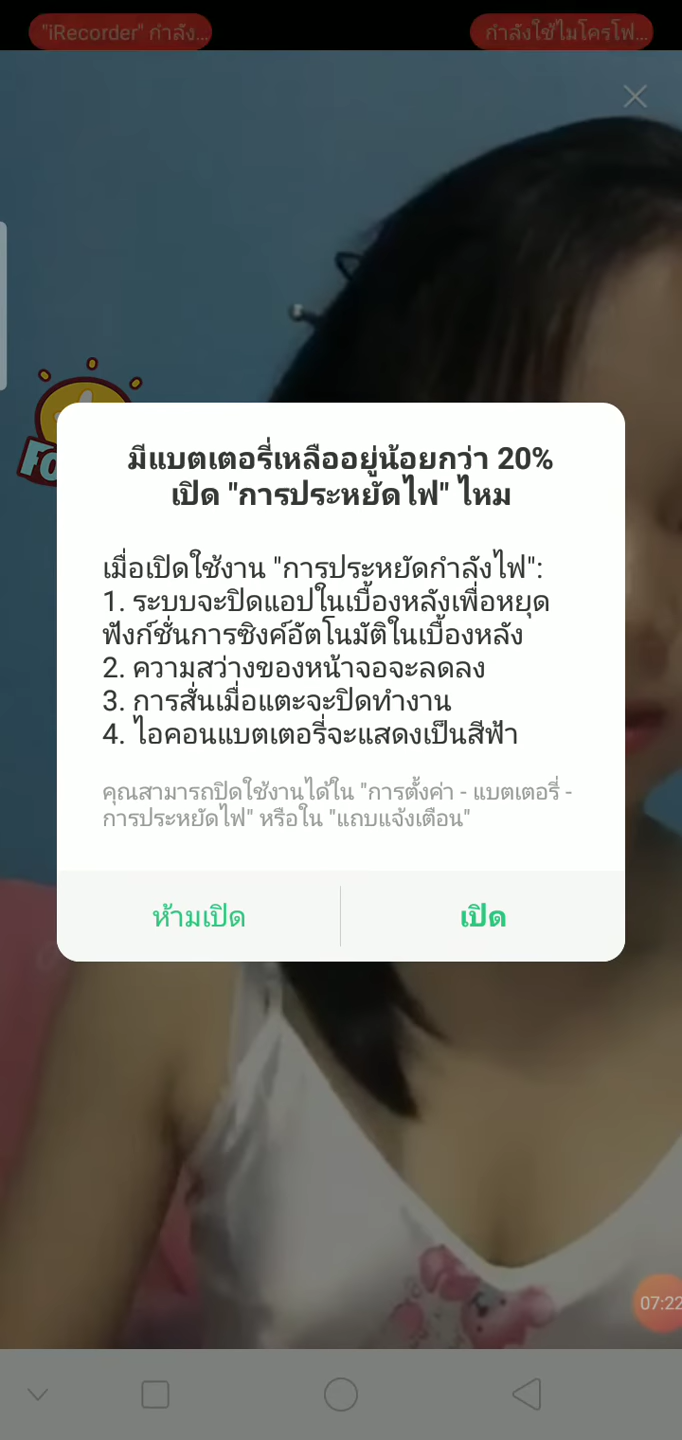 "iRecorder" กำลัง...
กำลังใช้ไมโครโฟ...
FO
มีแบตเตอรี่เหลืออยู่น้อยกว่า 20%
เปิด "การประหยัดไฟ" ไหม
เมื่อเปิดใช้งาน "การประหยัดกำลังไฟ":
1. ระบบจะปิดแอปในเบื้องหลังเพื่อหยุด
ฟังก์ชั่นการซิงค์อัตโนมัติในเบื้องหลัง
2. ความสว่างของหน้าจอจะลดลง
3. การสั่นเมื่อแตะจะปิดทำงาน
4. ไอคอนแบตเตอรี่จะแสดงเป็นสีฟ้า
คุณสามารถปิดใช้งานได้ใน "การตั้งค่า - แบตเตอรี่ -
การประหยัดไฟ" หรือใน "แถบแจ้งเตือน"
ห้ามเปิด
เปิด
07:22